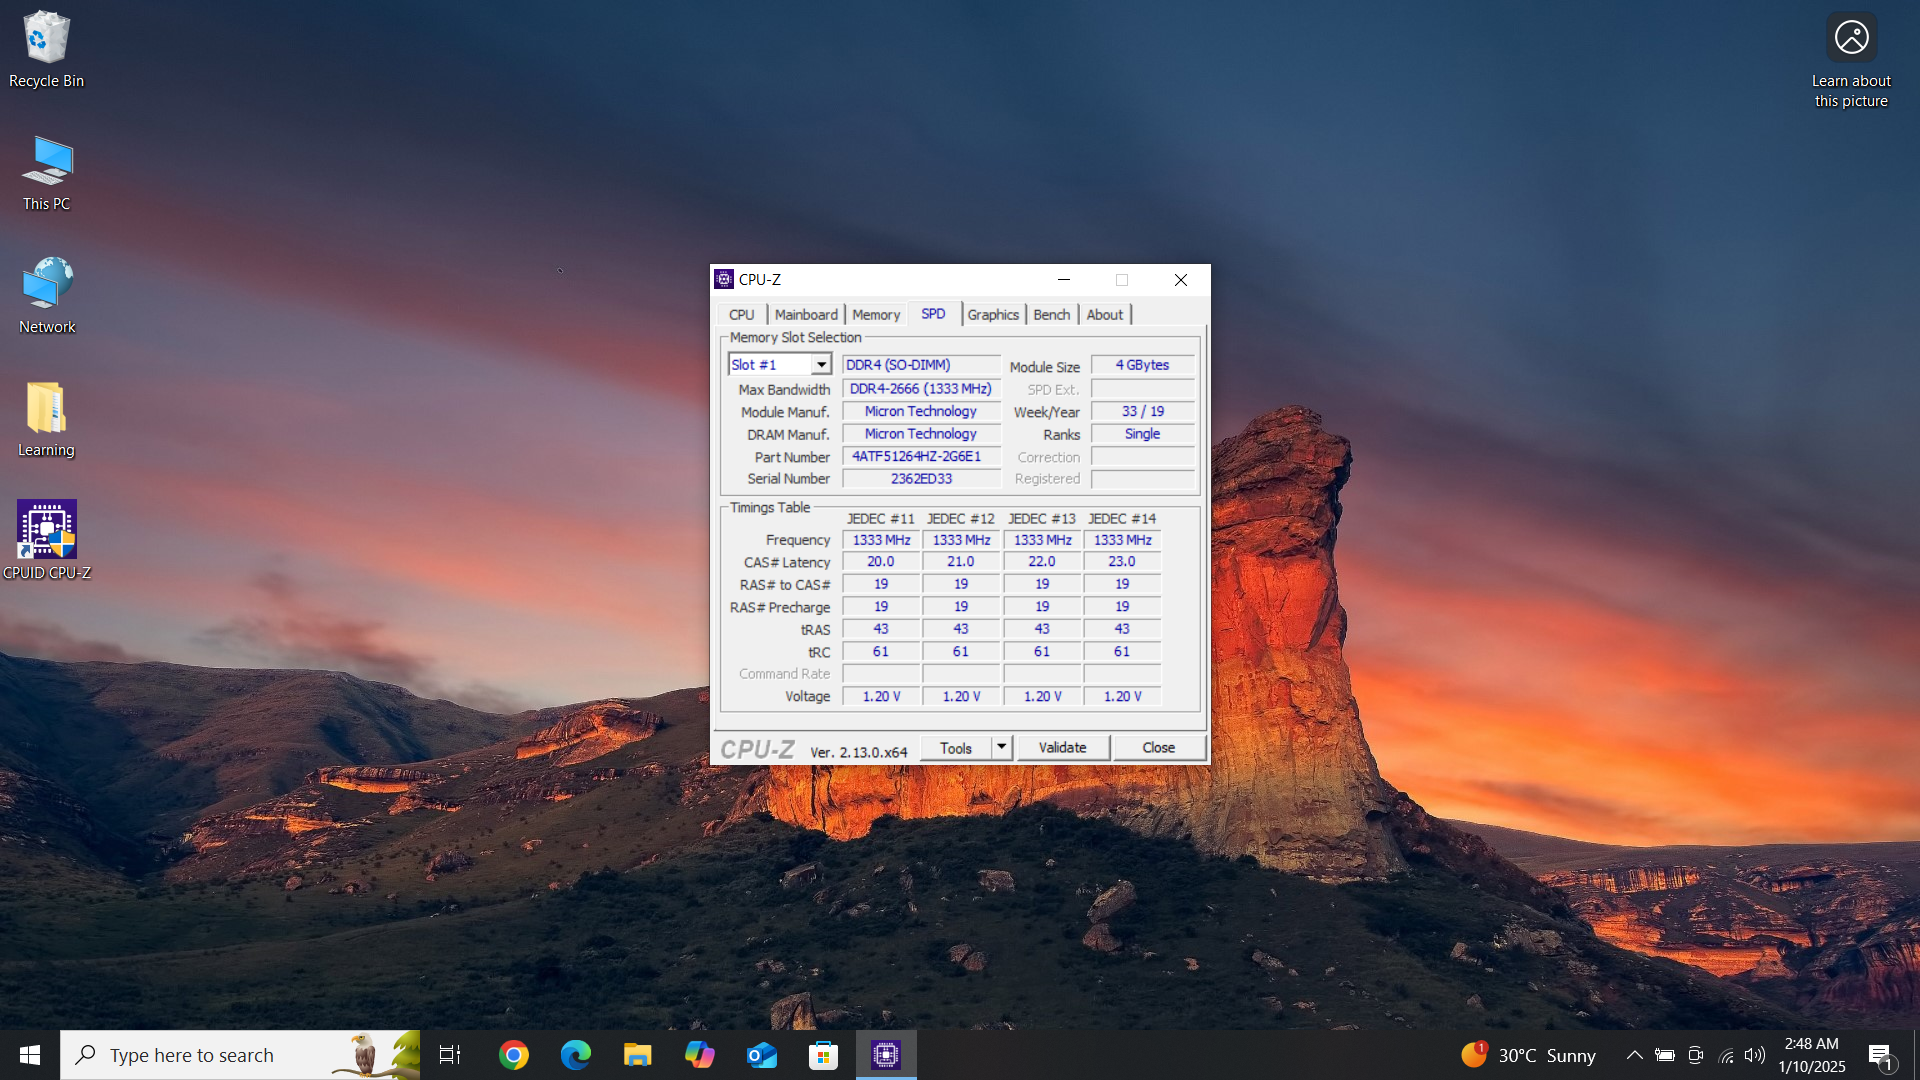 Recycle Bin
This PC
Network
Learning
CPUID CPU-Z
Learn about
this picture
CPU-Z
CPU Mainboard Memory SPD Graphics Bench About
Memory Slot Selection
Slot #1 DDR4 (SO-DIMM) Module Size 4 GBytes
Max Bandwidth DDR4-2666 (1333 MHz) SPD Ext.
Module Manuf. Micron Technology Week/Year 33 / 19
DRAM Manuf. Micron Technology Ranks Single
Part Number 4ATF51264HZ-2G6E1 Correction
Serial Number 2362ED33 Registered
Timings Table
JEDEC #11 JEDEC #12 JEDEC #13 JEDEC #14
Frequency 1333 MHz 1333 MHz 1333 MHz 1333 MHz
CAS# Latency 20.0 21.0 22.0 23.0
RAS# to CAS# 19 19 19 19
RAS# Precharge 19 19 19 19
tRAS 43 43 43 43
tRC 61 61 61 61
Command Rate
Voltage 1.20 V 1.20 V 1.20 V 1.20 V
CPU-Z Ver. 2.13.0.x64 Tools Validate Close
Type here to search
1 30°C Sunny
2:48 AM
1/10/2025
1